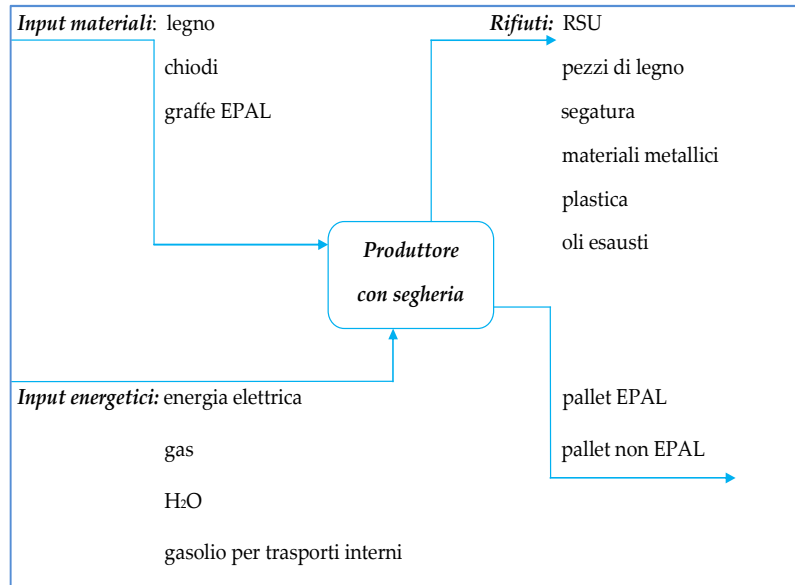 Input materiali: legno
chiodi
graffe EPAL
Rifiuti: RSU
pezzi di legno
segatura
materiali metallici
plastica
oli esausti
Produttore
con segheria
Input energetici: energia elettrica
gas
H₂O
gasolio per trasporti interni
pallet EPAL
pallet non EPAL